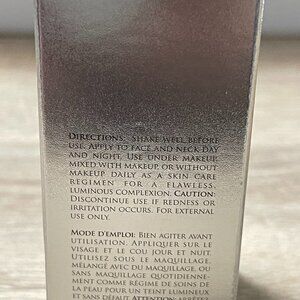 DIRECTIONS: SHAKE WELL BEFORE
USE. APPLY TO FACE AND NECK DAY
AND NIGHT. USE UNDER MAKEUP,
MIXED WITH MAKEUP, OR WITHOUT
MAKEUP DAILY AS A SKIN CARE
REGIMEN FOR A FLAWLESS,
LUMINOUS COMPLEXION. CAUTION:
DISCONTINUE USE IF REDNESS OR
IRRITATION OCCURS. FOR EXTERNAL
USE ONLY.
MODE D'EMPLOI: BIEN AGITER AVANT
UTILISATION. APPLIQUER SUR LE
VISAGE ET LE COU JOUR ET NUIT.
UTILISEZ SOUS LE MAQUILLAGE,
MÉLANGÉ AVEC DU MAQUILLAGE, OU
SANS MAQUILLAGE QUOTIDIENNE-
MENT COMME RÉGIME DE SOINS DE
LA PEAU POUR UN TEINT LUMINEUX
ET SANS DÉFAUT. ATTENTION: ARRÊTEZ